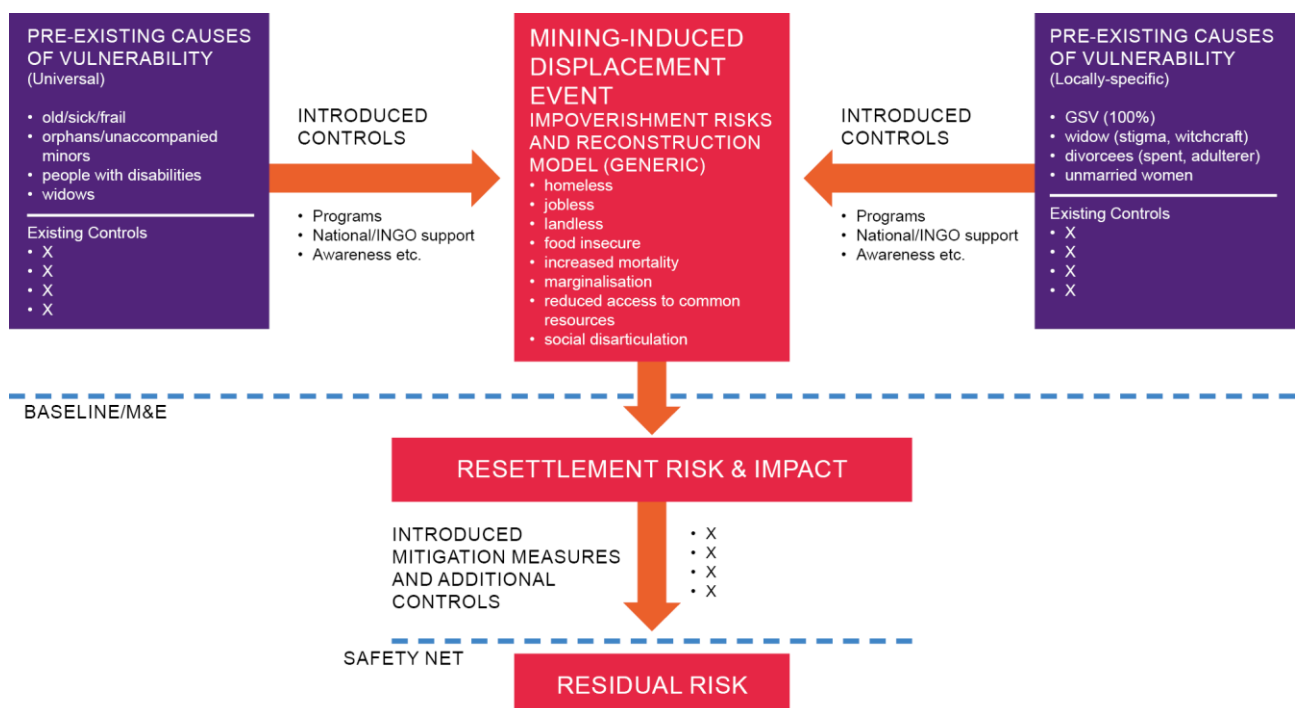 PRE-EXISTING CAUSES
OF VULNERABILITY
(Universal)
• old/sick/frail
• orphans/unaccompanied
minors
• people with disabilities
• widows
Existing Controls
• X
• X
• X
• X
INTRODUCED
CONTROLS
• Programs
• National/INGO support
• Awareness etc.
MINING-INDUCED
DISPLACEMENT
EVENT
IMPOVERISHMENT RISKS
AND RECONSTRUCTION
MODEL (GENERIC)
• homeless
• jobless
• landless
• food insecure
• increased mortality
• marginalisation
• reduced access to common
resources
• social disarticulation
INTRODUCED
CONTROLS
• Programs
• National/INGO support
• Awareness etc.
PRE-EXISTING CAUSES
OF VULNERABILITY
(Locally-specific)
• GSV (100%)
• widow (stigma, witchcraft)
• divorcees (spent, adulterer)
• unmarried women
Existing Controls
• X
• X
• X
• X
BASELINE/M&E
RESETTLEMENT RISK & IMPACT
INTRODUCED
MITIGATION MEASURES
AND ADDITIONAL
CONTROLS
• X
• X
• X
• X
SAFETY NET
RESIDUAL RISK